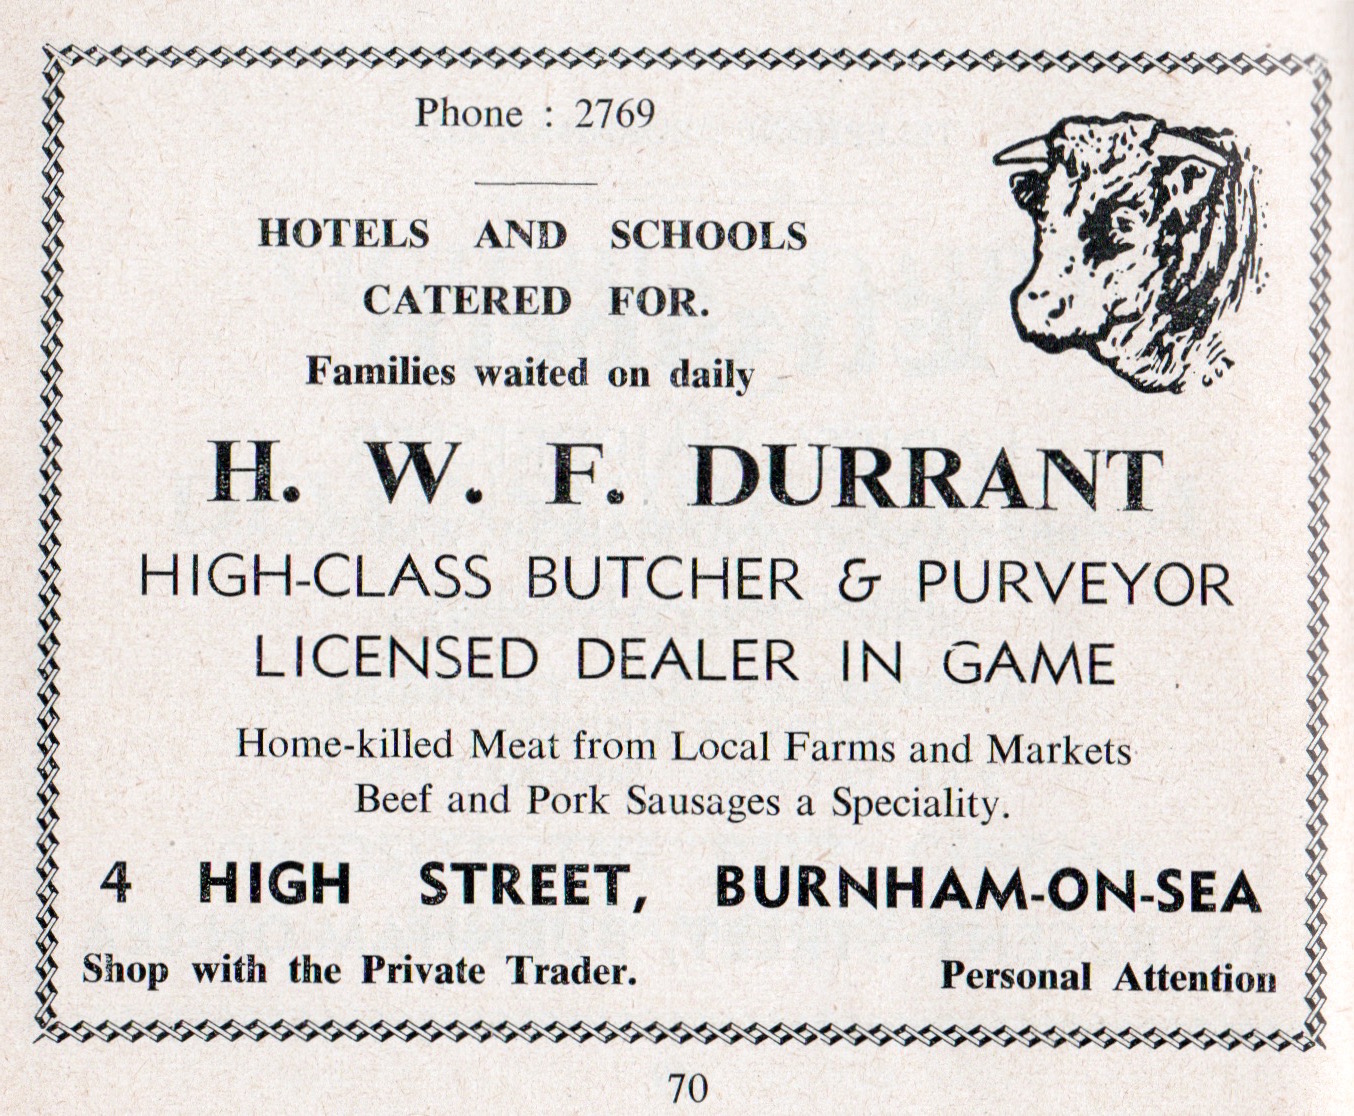 Phone : 2769
HOTELS AND SCHOOLS
CATERED FOR.
Families waited on daily
H. W. F. DURRANT
HIGH-CLASS BUTCHER & PURVEYOR
LICENSED DEALER IN GAME
Home-killed Meat from Local Farms and Markets
Beef and Pork Sausages a Speciality.
4 HIGH STREET, BURNHAM-ON-SEA
Shop with the Private Trader. Personal Attention
70